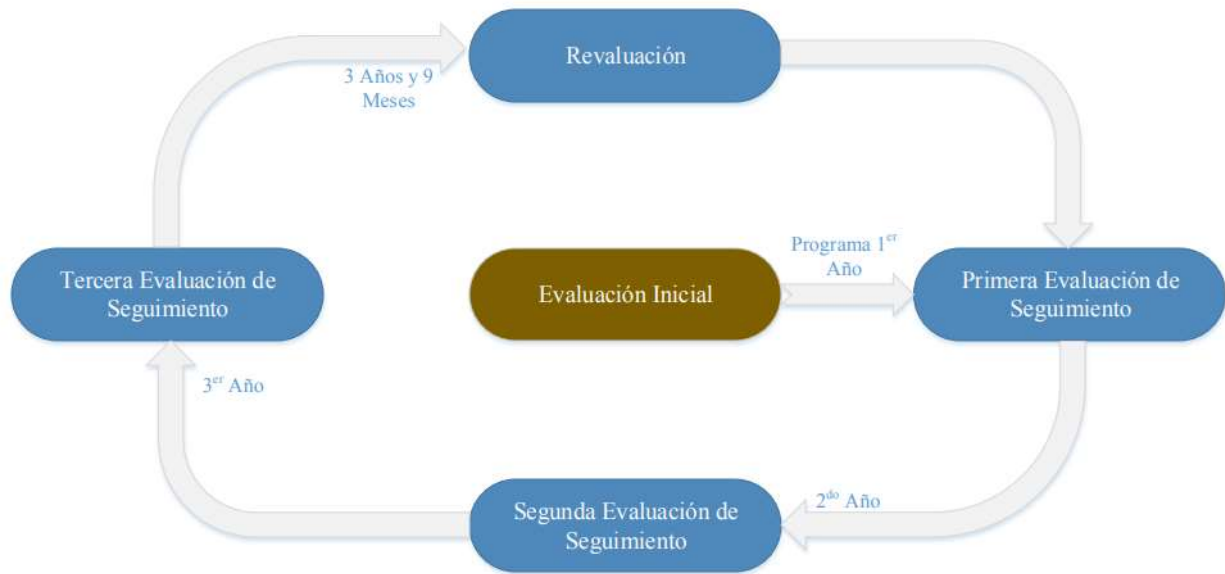 Revaluación
3 Años y 9
Meses
Programa 1er
Año
Tercera Evaluación de
Seguimiento
Evaluación Inicial
Primera Evaluación de
Seguimiento
3er Año
2do Año
Segunda Evaluación de
Seguimiento